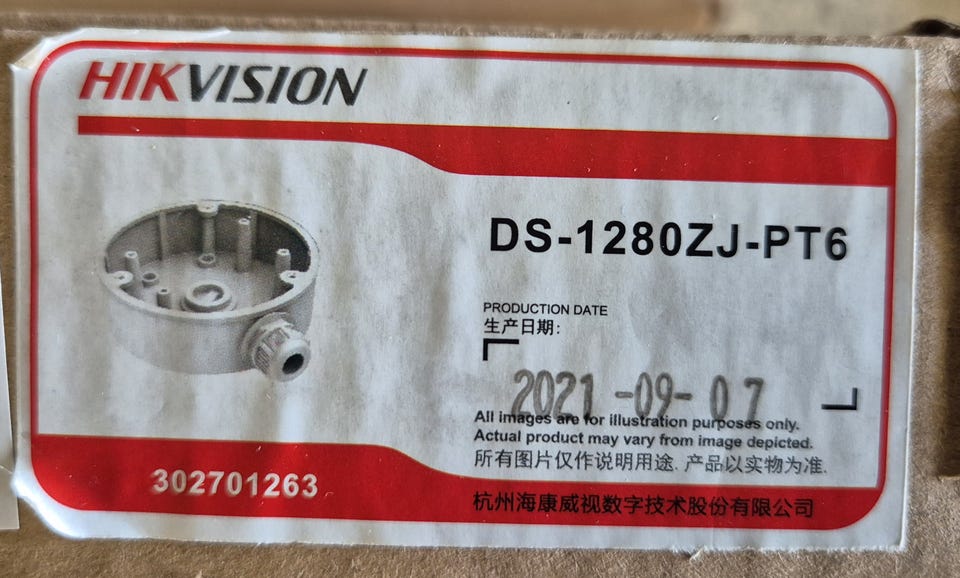 HIKVISION
DS-1280ZJ-PT6
PRODUCTION DATE
生产日期:
2021-09-07
All images are for illustration purposes only.
Actual product may vary from image depicted.
所有图片仅作说明用途. 产品以实物为准.
302701263
杭州海康威视数字技术股份有限公司